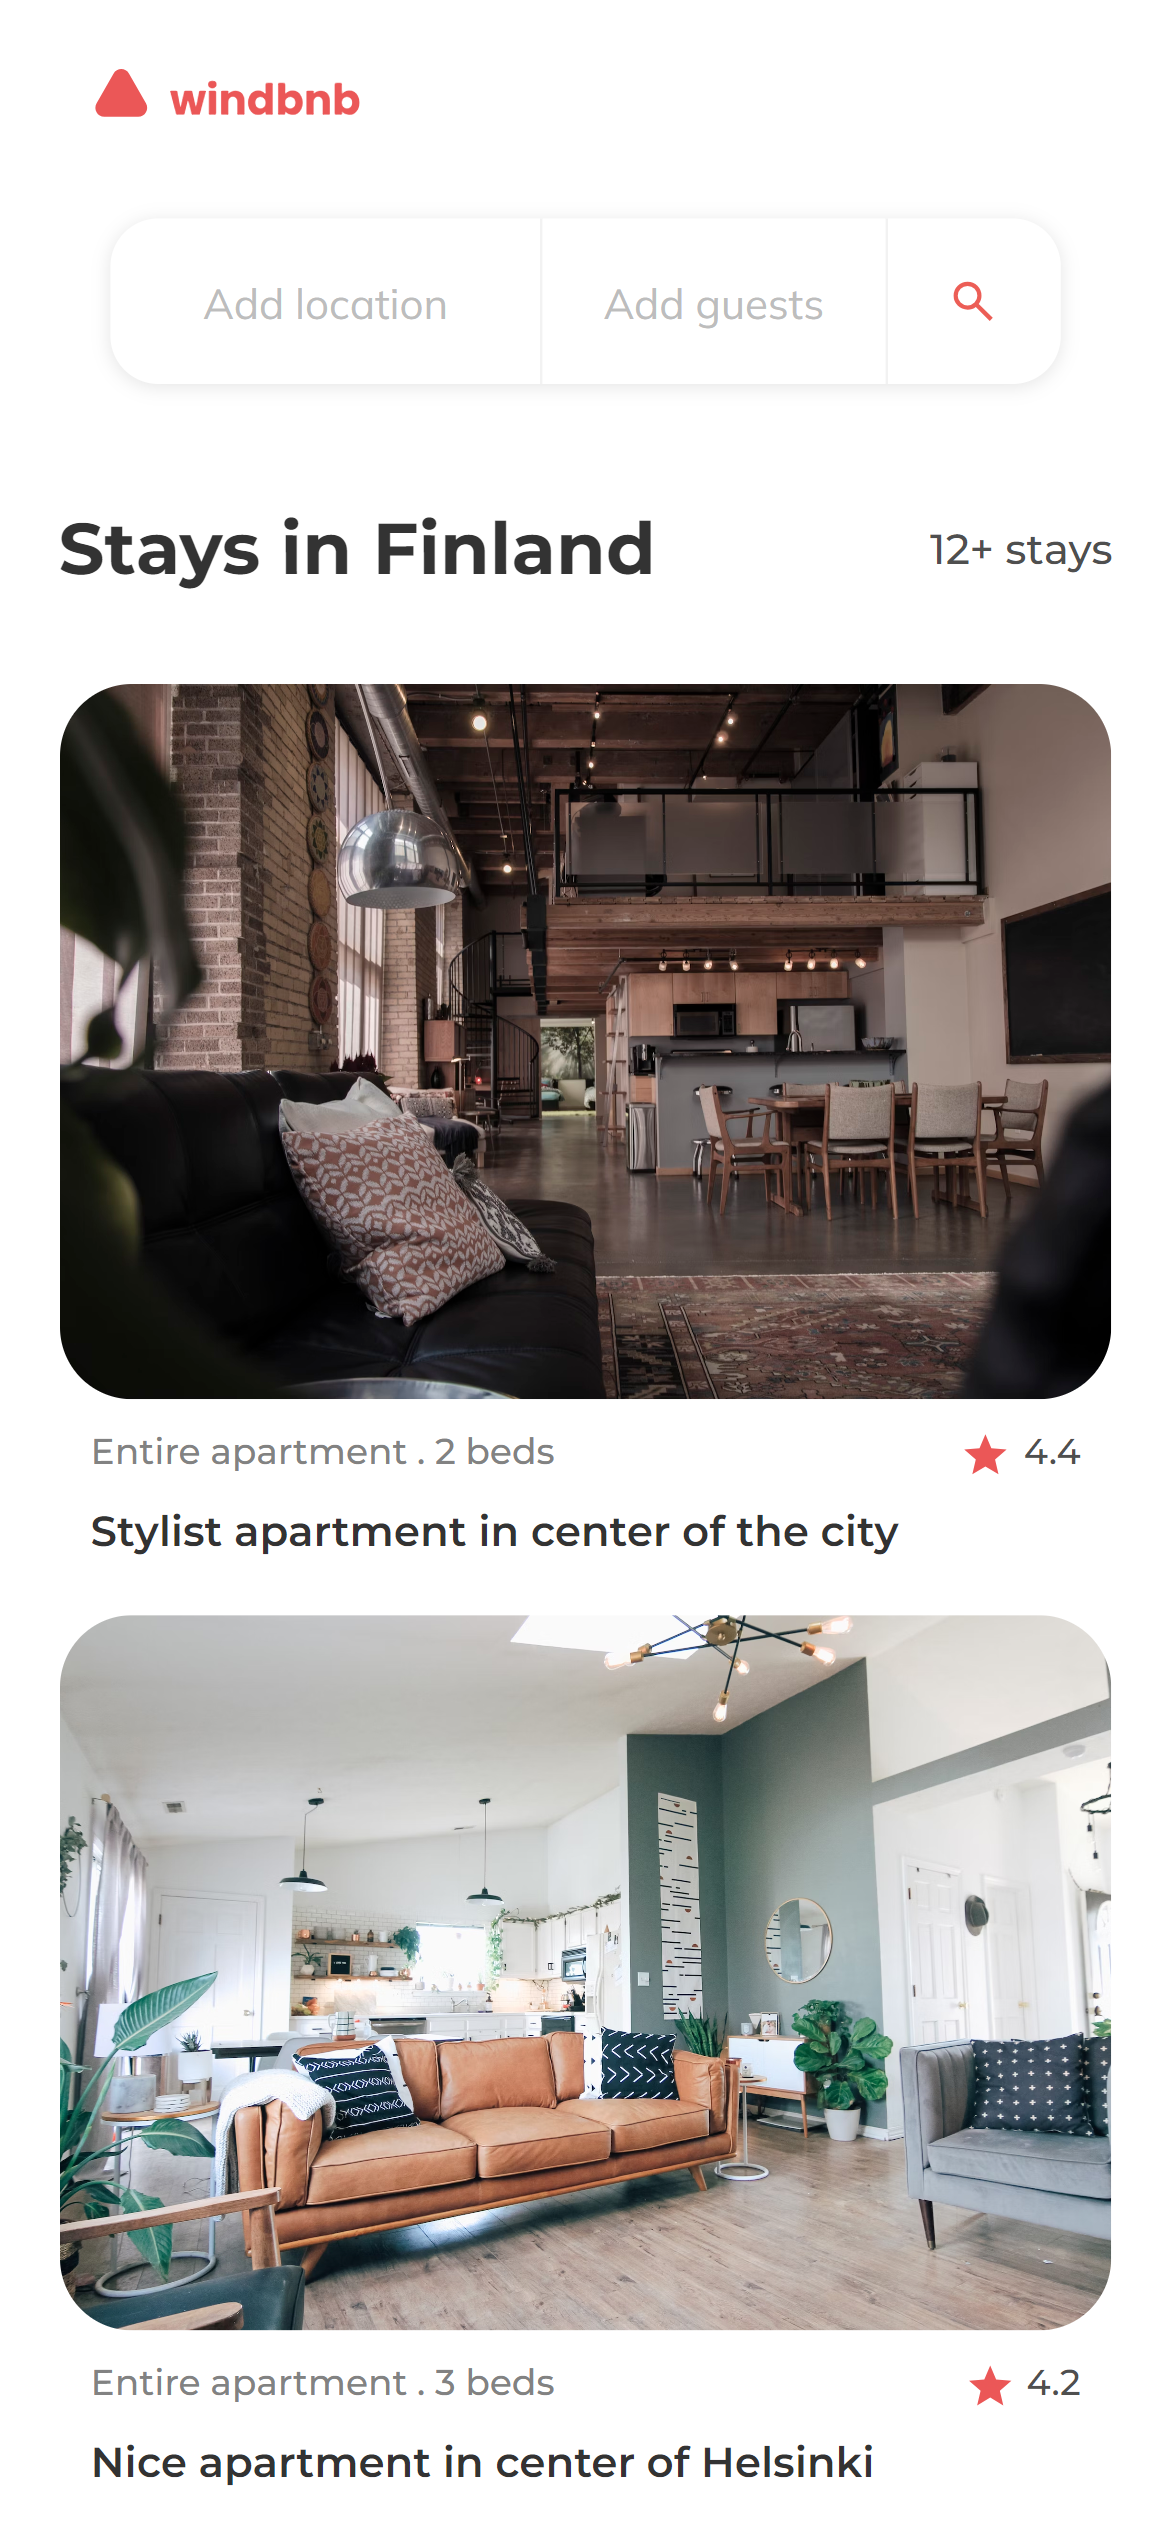 windbnb
Add location
Add guests
Stays in Finland
12+ stays
Entire apartment . 2 beds
4.4
Stylist apartment in center of the city
Entire apartment . 3 beds
4.2
Nice apartment in center of Helsinki